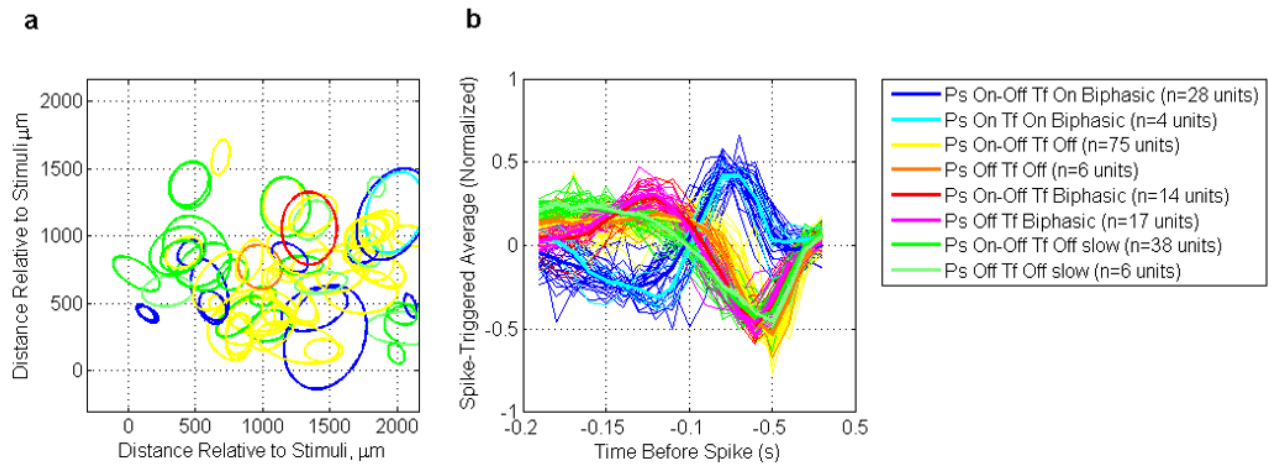 a
b
2000
1500
1000
500
0
0 500 1000 1500 2000
Distance Relative to Stimuli, µm
Distance Relative to Stimuli µm
1
0.5
0
-0.5
-1
-0.2 -0.15 -0.1 -0.5 0.5
Time Before Spike (s)
Spike-Triggered Average (Normalized)
Ps On-Off Tf On Biphasic (n=28 units)
Ps On Tf On Biphasic (n=4 units)
Ps On-Off Tf Off (n=75 units)
Ps Off Tf Off (n=6 units)
Ps On-Off Tf Biphasic (n=14 units)
Ps Off Tf Biphasic (n=17 units)
Ps On-Off Tf Off slow (n=38 units)
Ps Off Tf Off slow (n=6 units)